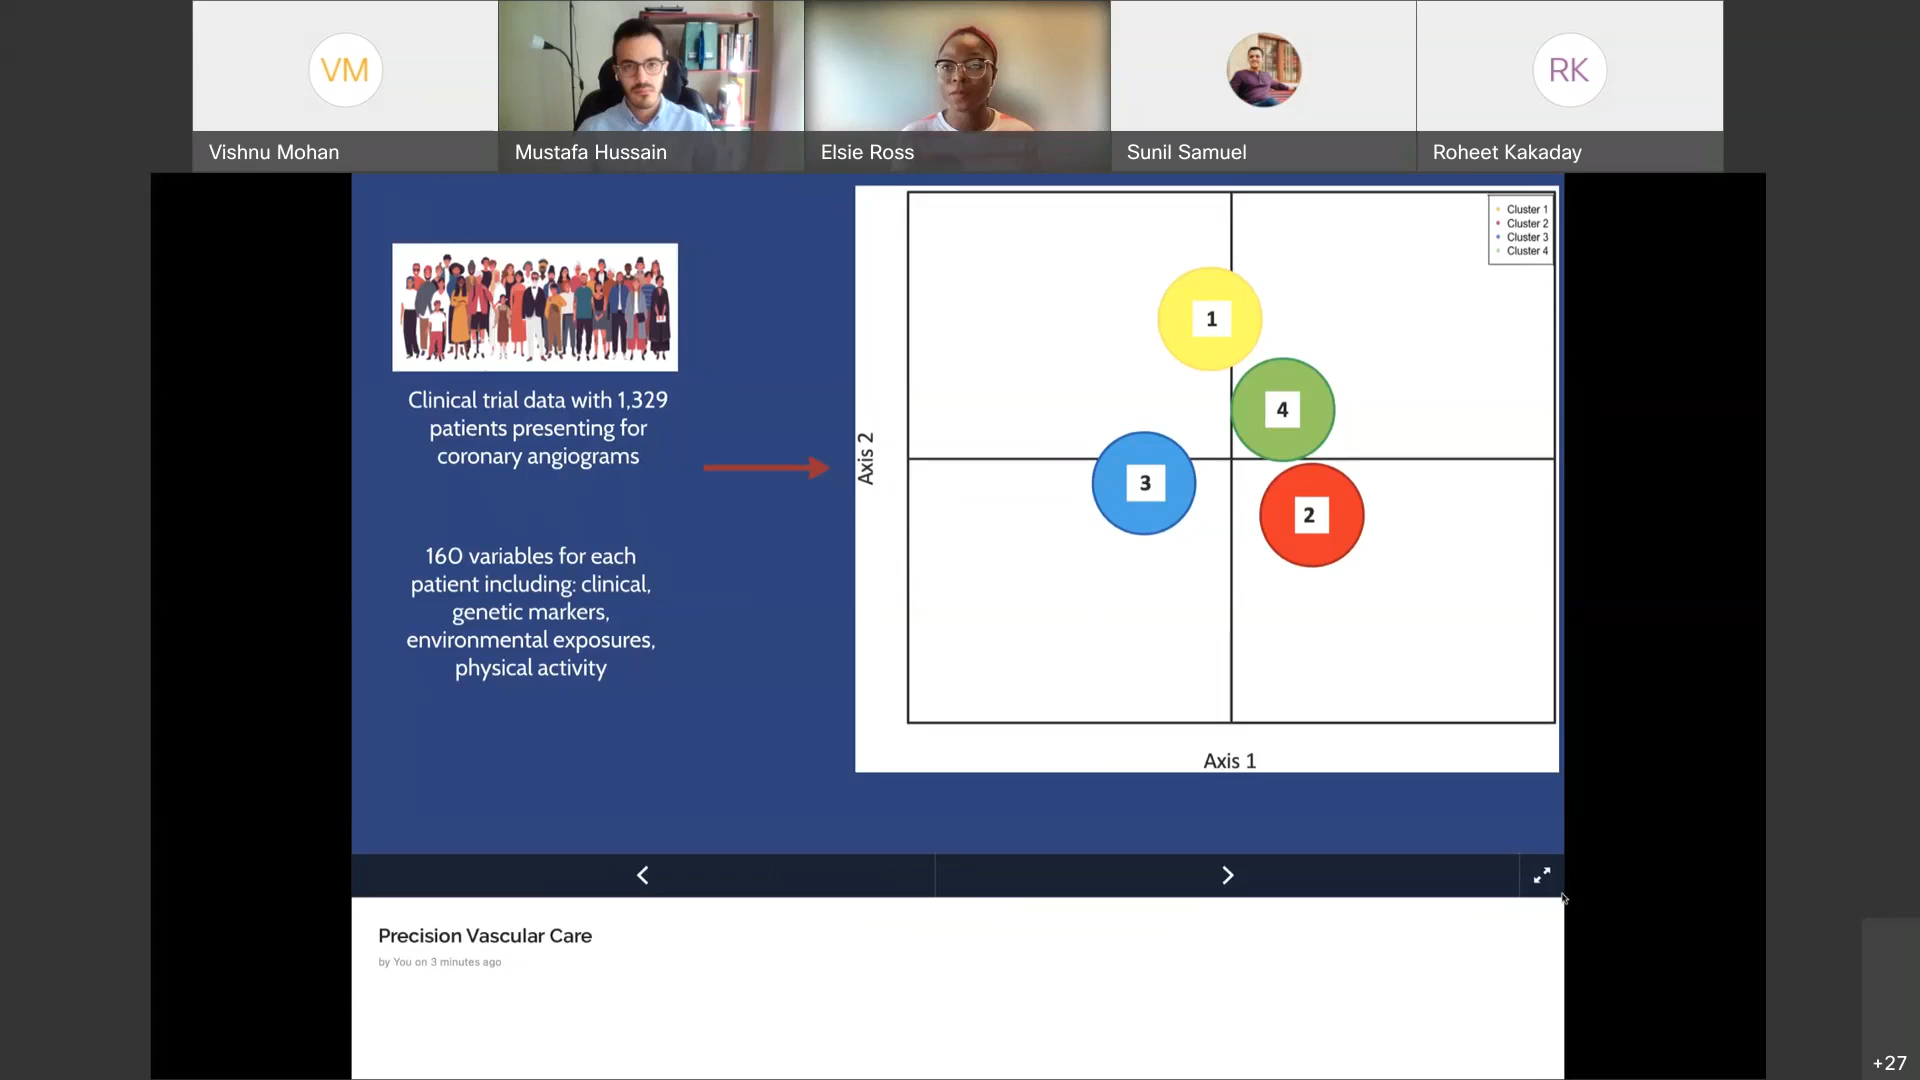 VM
RK
Vishnu Mohan
Mustafa Hussain
Elsie Ross
Sunil Samuel
Roheet Kakaday
Clinical trial data with 1,329
patients presenting for
coronary angiograms
160 variables for each
patient including: clinical,
genetic markers,
environmental exposures,
physical activity
Cluster 1
Cluster 2
Cluster 3
Cluster 4
1
4
3
2
Axis 2
Axis 1
Precision Vascular Care
by You on 3 minutes ago
+27